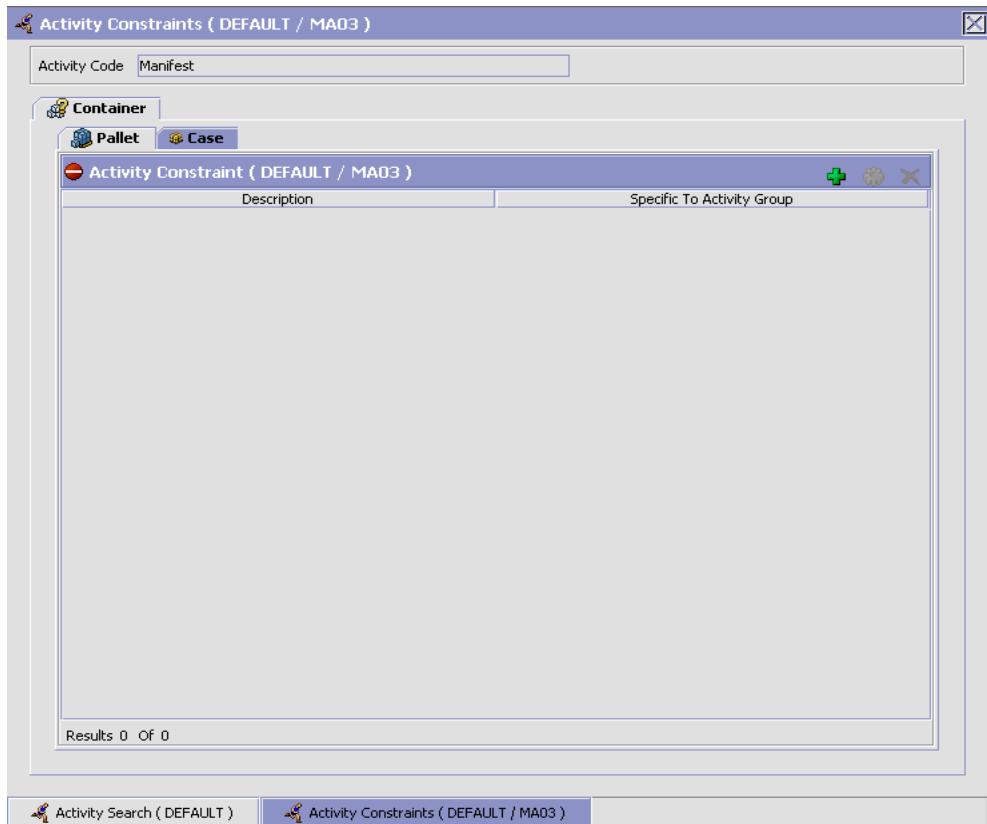 Activity Constraints ( DEFAULT / MA03 )
Activity Code Manifest
Container
Pallet Case
Activity Constraint ( DEFAULT / MA03 )
Description Specific To Activity Group
Results 0 Of 0
Activity Search ( DEFAULT ) Activity Constraints ( DEFAULT / MA03 )